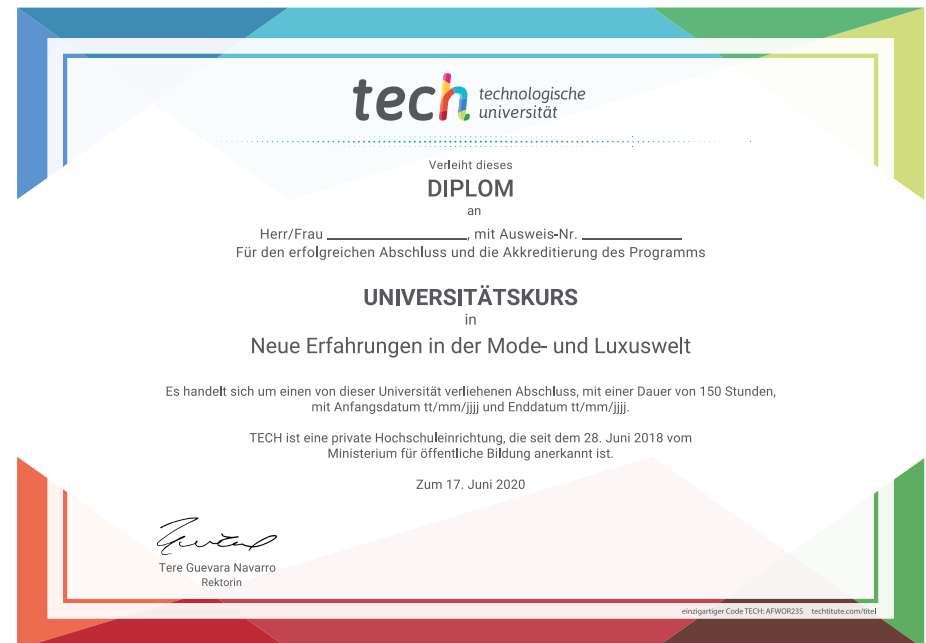 tech technologische
universität
Verleiht dieses
DIPLOM
an
Herr/Frau ____________________, mit Ausweis-Nr. ______________
Für den erfolgreichen Abschluss und die Akkreditierung des Programms
UNIVERSITÄTSKURS
in
Neue Erfahrungen in der Mode- und Luxuswelt
Es handelt sich um einen von dieser Universität verliehenen Abschluss, mit einer Dauer von 150 Stunden,
mit Anfangsdatum tt/mm/jjjj und Enddatum tt/mm/jjjj.
TECH ist eine private Hochschuleinrichtung, die seit dem 28. Juni 2018 vom
Ministerium für öffentliche Bildung anerkannt ist.
Zum 17. Juni 2020
Tere Guevara Navarro
Rektorin
einzigartiger Code TECH: AFWOR23S techtitute.com/titel